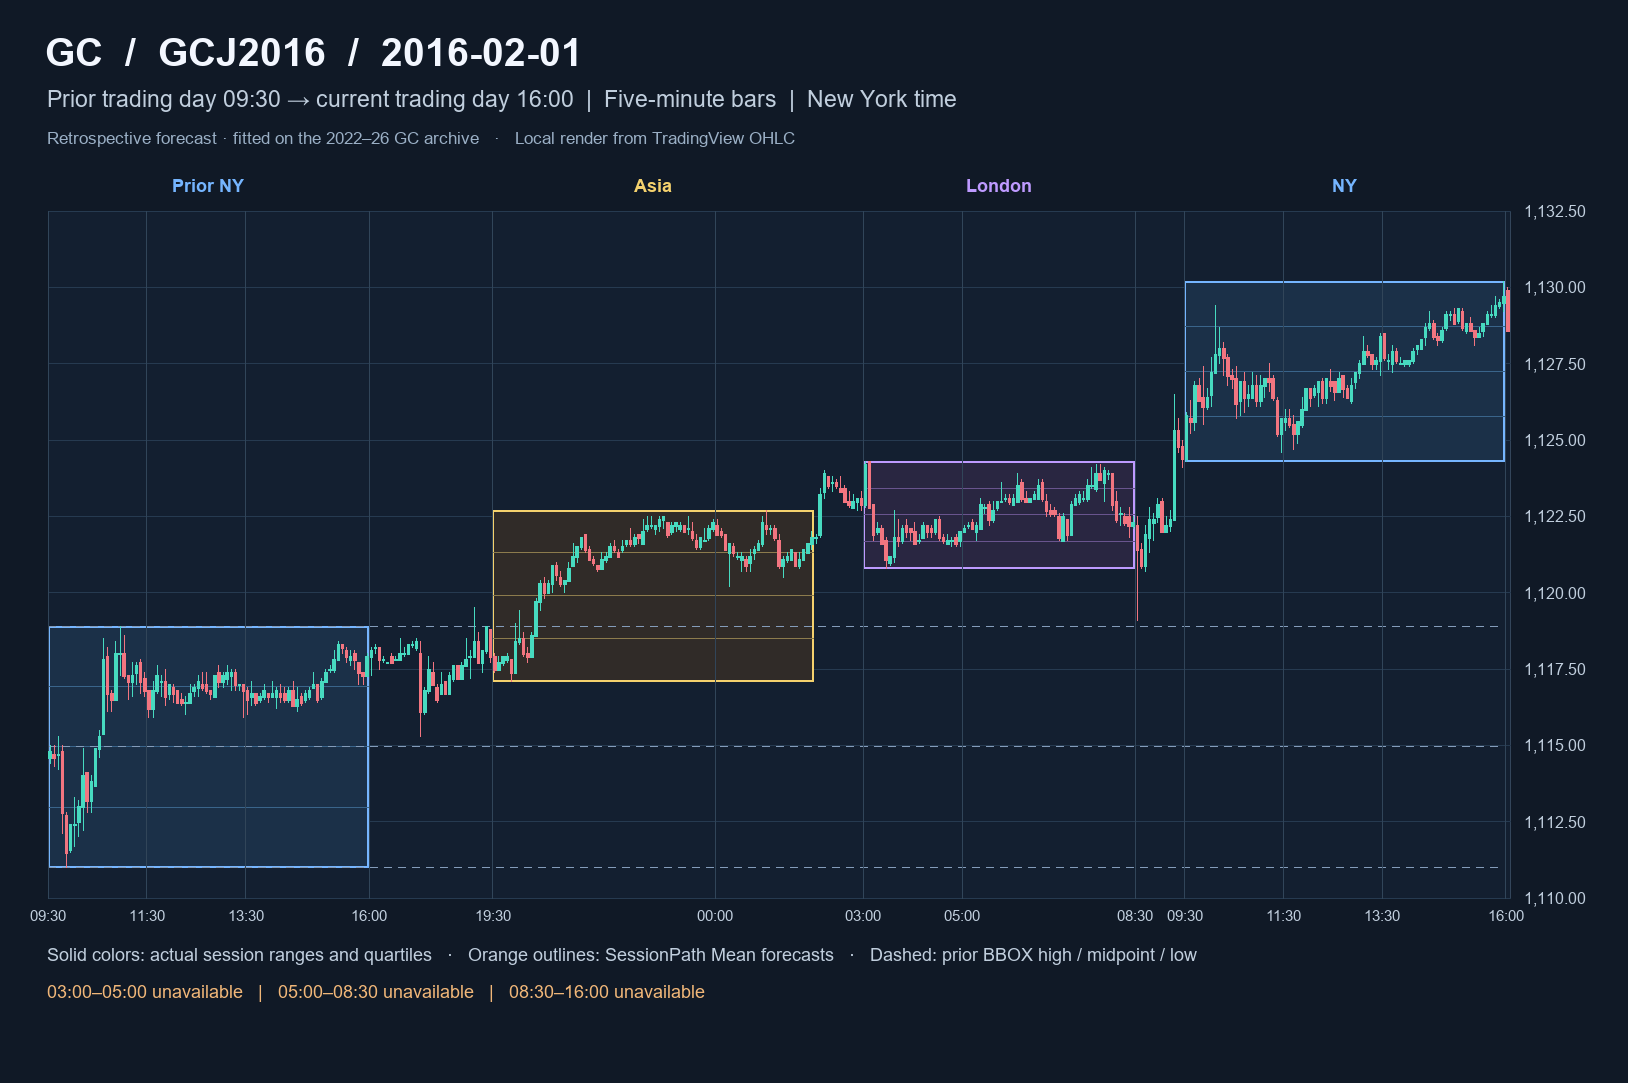 GC / GCJ2016 / 2016-02-01
Prior trading day 09:30 → current trading day 16:00 | Five-minute bars | New York time
Retrospective forecast · fitted on the 2022–26 GC archive · Local render from TradingView OHLC
Prior NY Asia London NY
1,132.50
1,130.00
1,127.50
1,125.00
1,122.50
1,120.00
1,117.50
1,115.00
1,112.50
1,110.00
09:30 11:30 13:30 16:00 19:30 00:00 03:00 05:00 08:30 09:30 11:30 13:30 16:00
Solid colors: actual session ranges and quartiles · Orange outlines: SessionPath Mean forecasts · Dashed: prior BBOX high / midpoint / low
03:00–05:00 unavailable | 05:00–08:30 unavailable | 08:30–16:00 unavailable